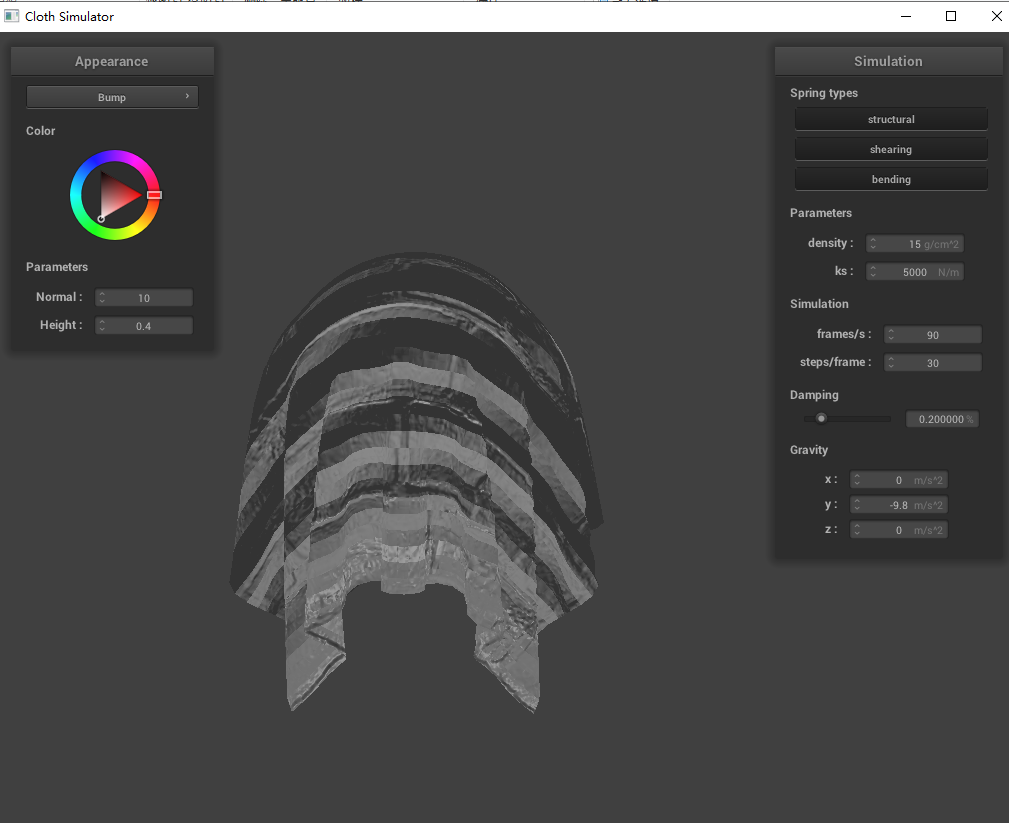 Cloth Simulator
Appearance
Bump
Color
Parameters
Normal : 10
Height : 0.4
Simulation
Spring types
structural
shearing
bending
Parameters
density : 15 g/cm^2
ks : 5000 N/m
Simulation
frames/s : 90
steps/frame : 30
Damping
0.200000 %
Gravity
x : 0 m/s^2
y : -9.8 m/s^2
z : 0 m/s^2